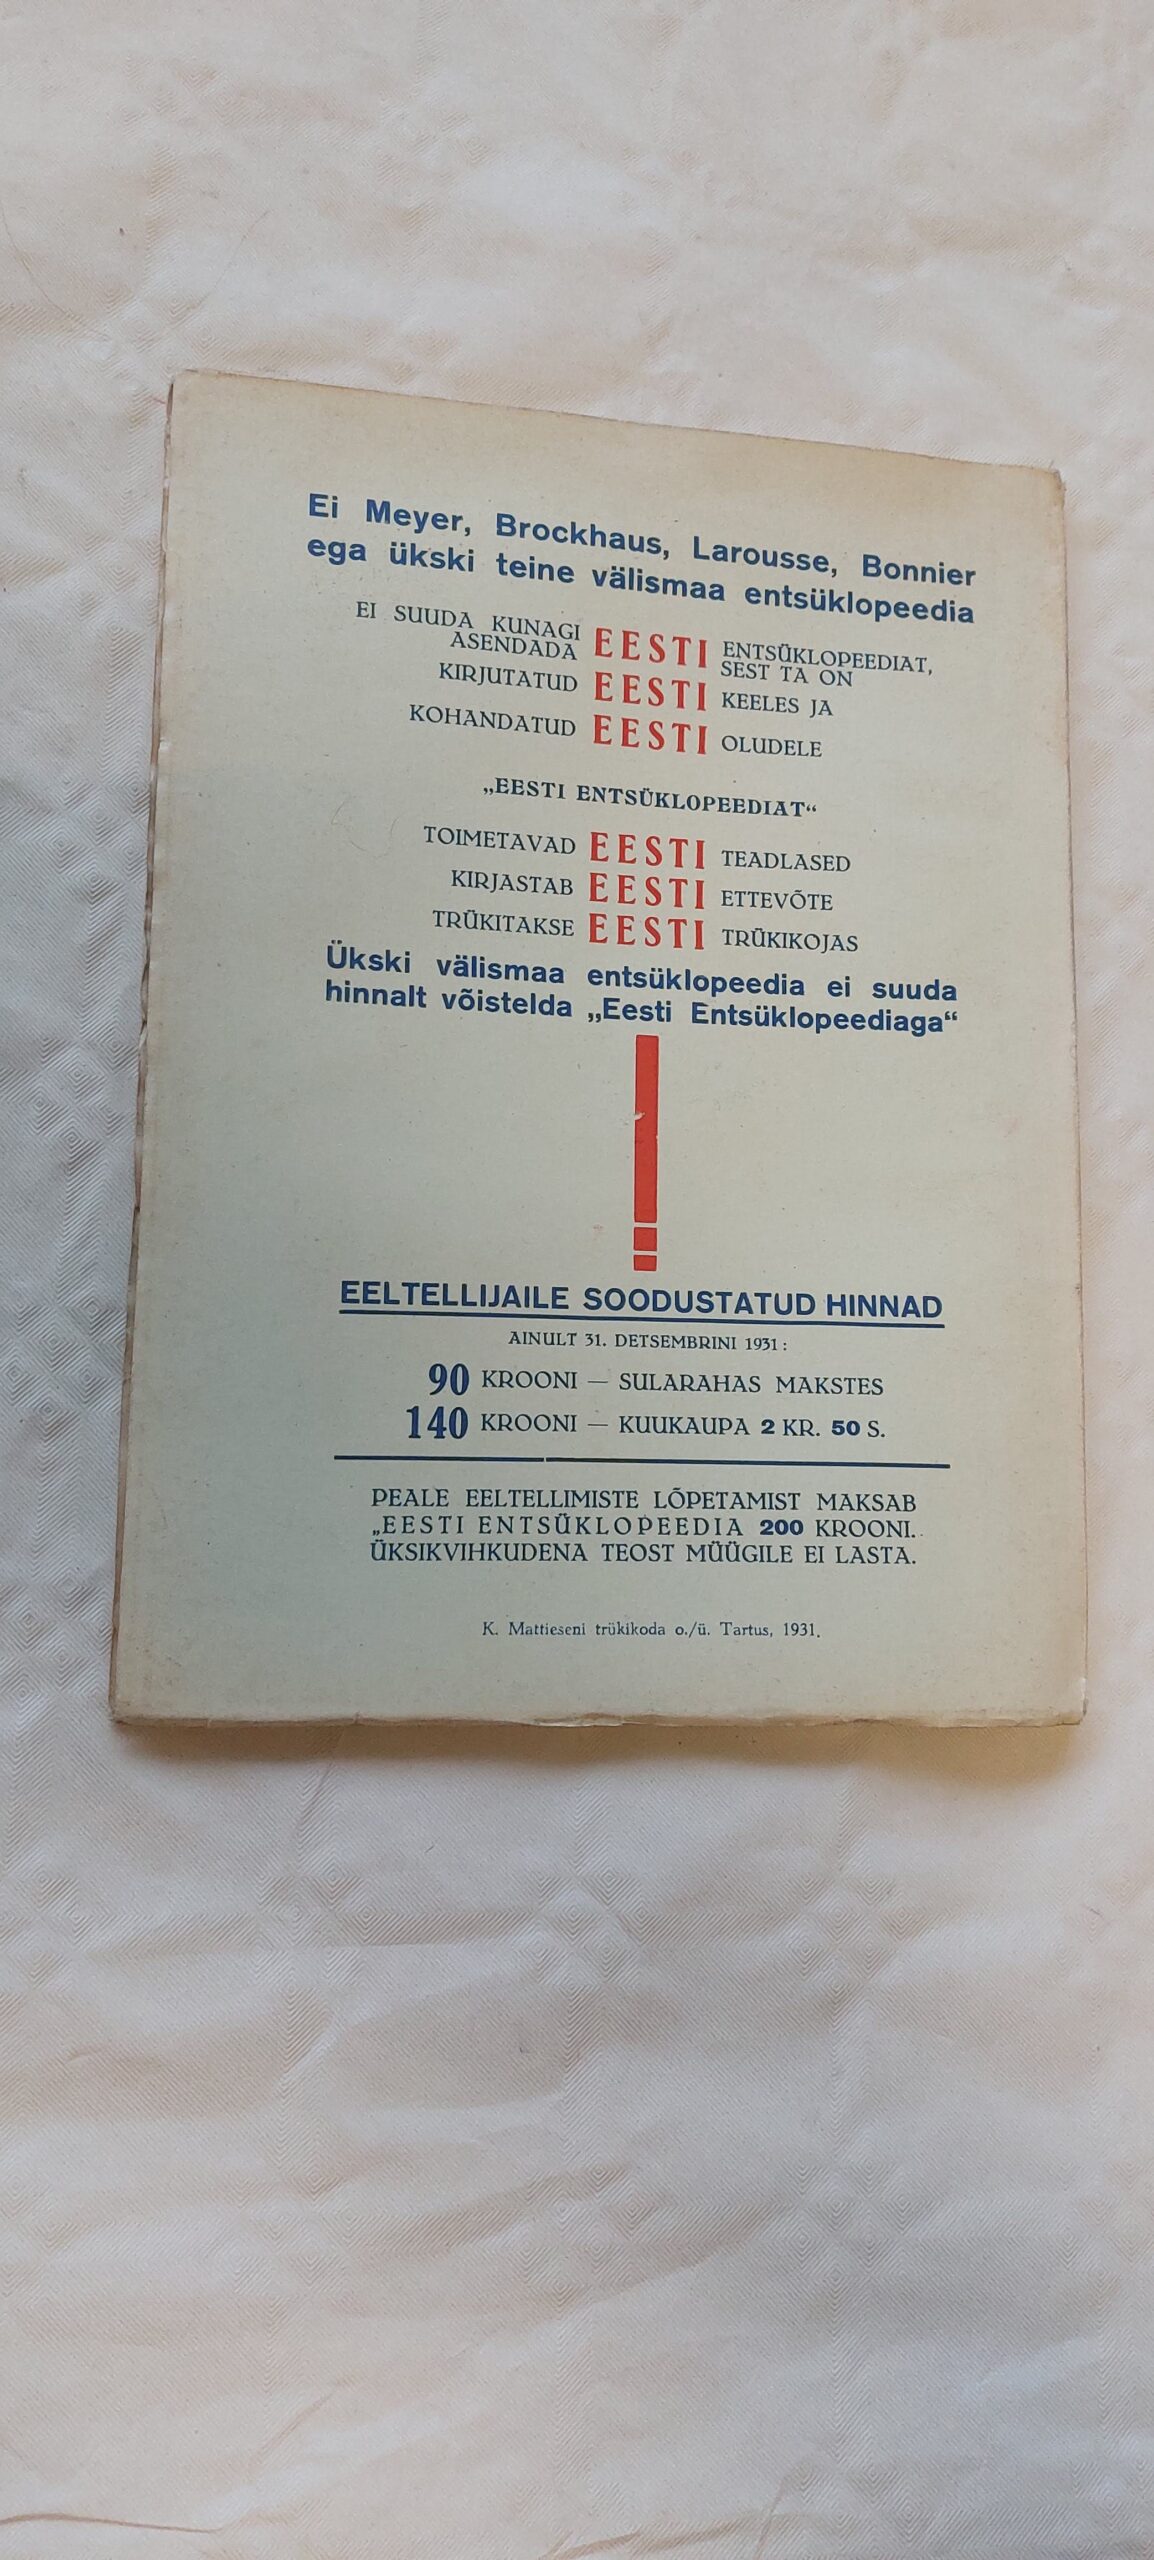 Ei Meyer, Brockhaus, Larousse, Bonnier
ega ükski teine välismaa entsüklopeedia
EI SUUDA KUNAGI ASENDADA EESTI ENTSÜKLOPEEDIAT, SEST TA ON
KIRJUTATUD EESTI KEELES JA
KOHANDATUD EESTI OLUDELE
„EESTI ENTSÜKLOPEEDIAT“
TOIMETAVAD EESTI TEADLASED
KIRJASTAB EESTI ETTEVÕTE
TRÜKITAKSE EESTI TRÜKIKOJAS
Ükski välismaa entsüklopeedia ei suuda
hinnalt võistelda „Eesti Entsüklopeediaga“
!
EELTELLIJAILE SOODUSTATUD HINNAD
AINULT 31. DETSEMBRINI 1931:
90 KROONI — SULARAHAS MAKSTES
140 KROONI — KUUKAUPA 2 KR. 50 S.
PEALE EELTELLIMISTE LÕPETAMIST MAKSAB
„EESTI ENTSÜKLOPEEDIA 200 KROONI.
ÜKSIKVIHKUDENA TEOST MÜÜGILE EI LASTA.
K. Mattieseni trükikoda o./ü. Tartus, 1931.